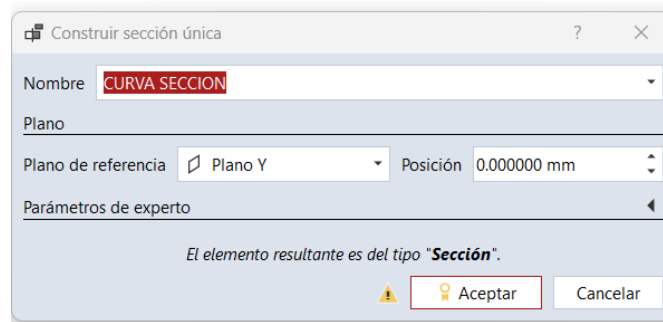 Construir sección única ?
Nombre CURVA SECCION
Plano
Plano de referencia Plano Y Posición 0.000000 mm
Parámetros de experto
El elemento resultante es del tipo "Sección".
Aceptar Cancelar